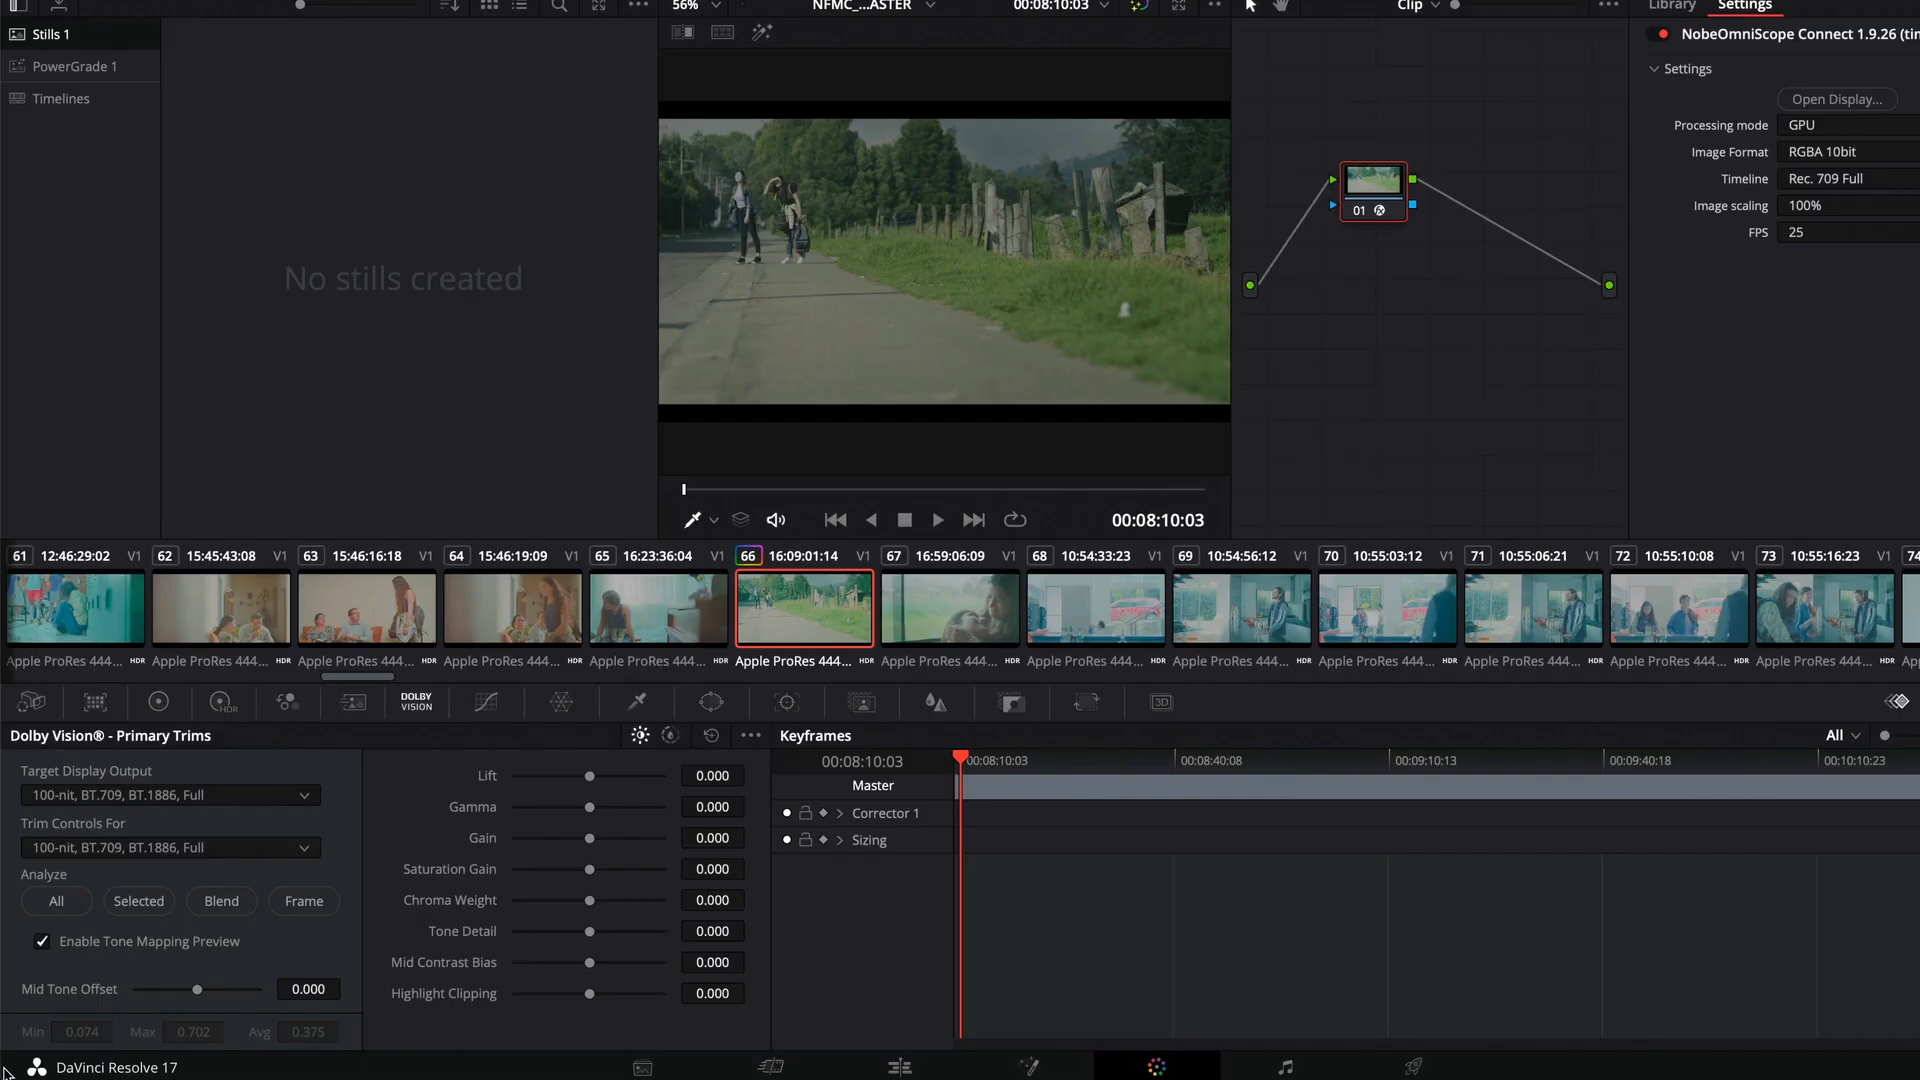 56%
NFMC_...ASTER
00:08:10:03
Clip
Library
Settings
Stills 1
PowerGrade 1
Timelines
No stills created
NobeOmniScope Connect 1.9.26 (tin
Settings
Open Display...
Processing mode GPU
Image Format RGBA 10bit
Timeline Rec. 709 Full
Image scaling 100%
FPS 25
01
00:08:10:03
61 12:46:29:02 V1 62 15:45:43:08 V1 63 15:46:16:18 V1 64 15:46:19:09 V1 65 16:23:36:04 V1 66 16:09:01:14 V1 67 16:59:06:09 V1 68 10:54:33:23 V1 69 10:54:56:12 V1 70 10:55:03:12 V1 71 10:55:06:21 V1 72 10:55:10:08 V1 73 10:55:16:23 V1 74
Apple ProRes 444... HDR Apple ProRes 444... HDR Apple ProRes 444... HDR Apple ProRes 444... HDR Apple ProRes 444... HDR Apple ProRes 444... HDR Apple ProRes 444... HDR Apple ProRes 444... HDR Apple ProRes 444... HDR Apple ProRes 444... HDR Apple ProRes 444... HDR Apple ProRes 444... HDR Apple ProRes 444... HDR Ap
HDR
DOLBY
VISION
3D
Dolby Vision® - Primary Trims
Target Display Output
100-nit, BT.709, BT.1886, Full
Trim Controls For
100-nit, BT.709, BT.1886, Full
Analyze
All Selected Blend Frame
Enable Tone Mapping Preview
Mid Tone Offset 0.000
Min 0.074 Max 0.702 Avg 0.375
Lift 0.000
Gamma 0.000
Gain 0.000
Saturation Gain 0.000
Chroma Weight 0.000
Tone Detail 0.000
Mid Contrast Bias 0.000
Highlight Clipping 0.000
Keyframes
All
00:08:10:03 00:08:10:03 00:08:40:08 00:09:10:13 00:09:40:18 00:10:10:23
Master
Corrector 1
Sizing
DaVinci Resolve 17